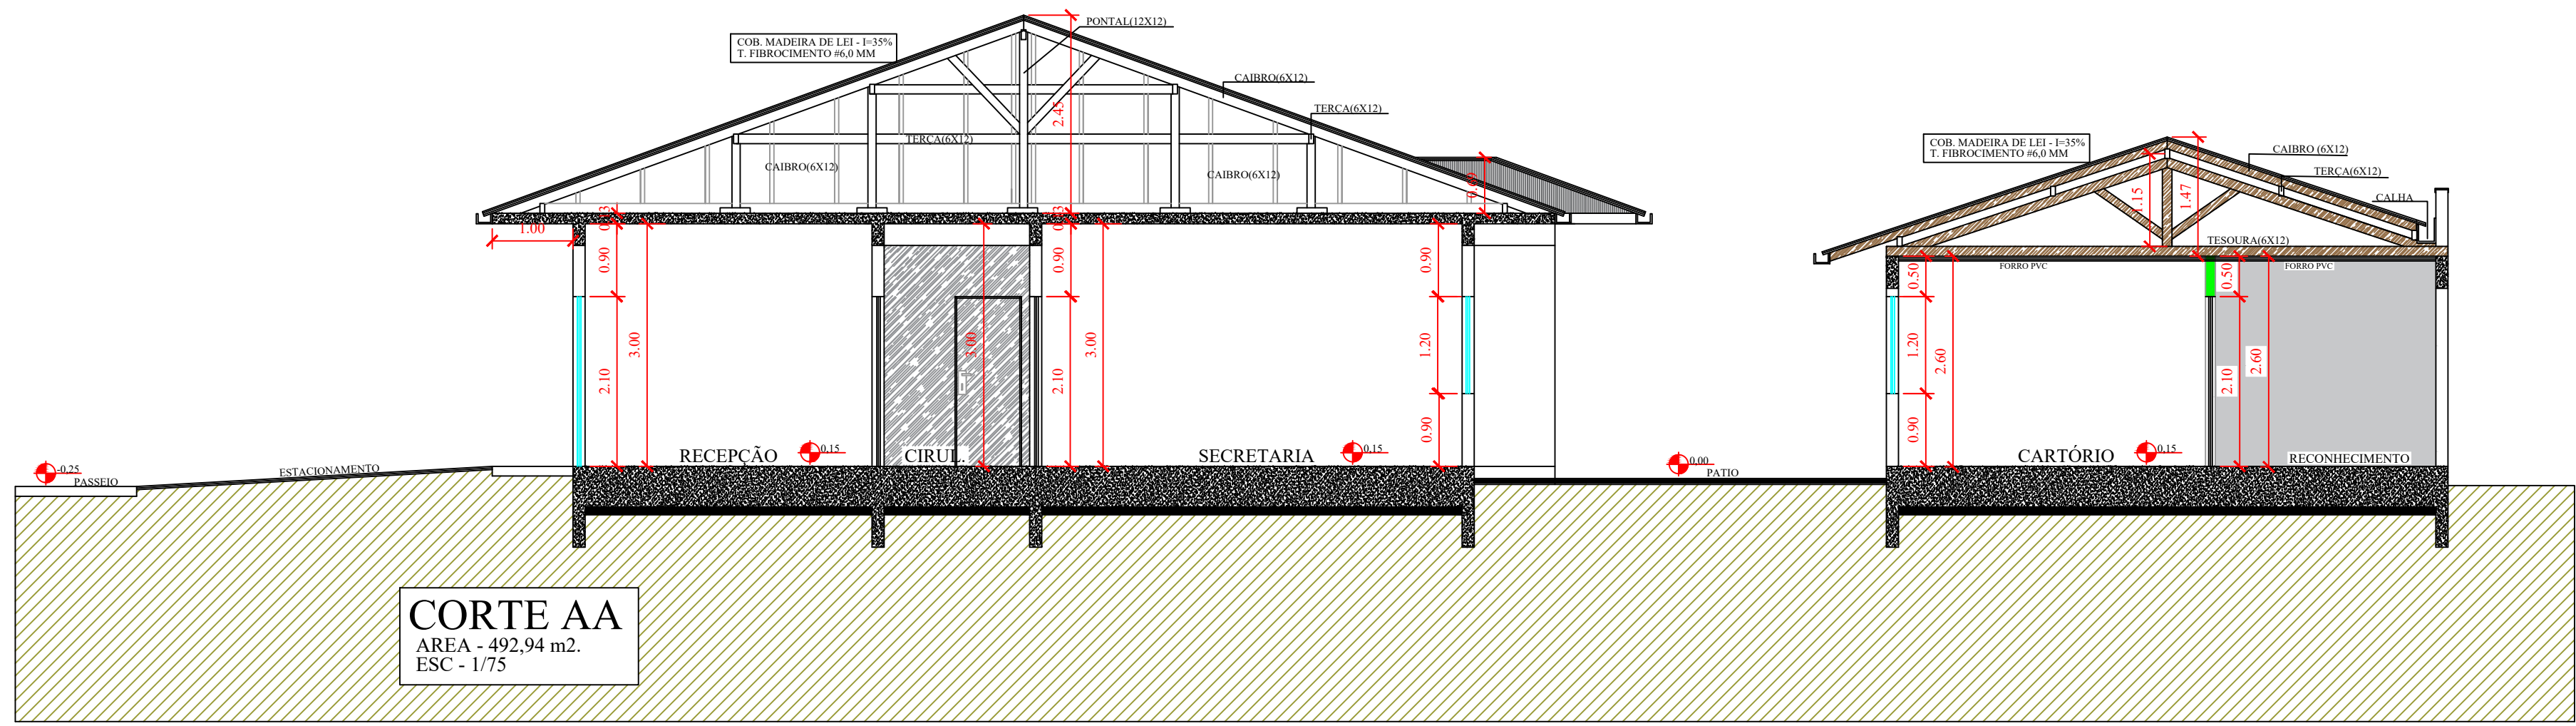 PONTAL(12X12)
COB. MADEIRA DE LEI - I=35%
T. FIBROCIMENTO #6,0 MM
CAIBRO(6X12)
TERÇA(6X12)
2.45
TERÇA(6X12)
CAIBRO(6X12)
CAIBRO(6X12)
COB. MADEIRA DE LEI - I=35%
T. FIBROCIMENTO #6,0 MM
CAIBRO (6X12)
TERÇA(6X12)
CALHA
1.15
1.47
TESOURA(6X12)
FORRO PVC
FORRO PVC
1.00
0.90
3.00
2.10
3.00
0.90
2.10
3.00
0.90
1.20
0.90
0.50
1.20
2.60
0.90
0.50
2.10
2.60
RECEPÇÃO
0,15
CIRUL.
SECRETARIA
0,15
CARTÓRIO
0,15
RECONHECIMENTO
-0,25
PASSEIO
ESTACIONAMENTO
0,00
PATIO
CORTE AA
AREA - 492,94 m2.
ESC - 1/75